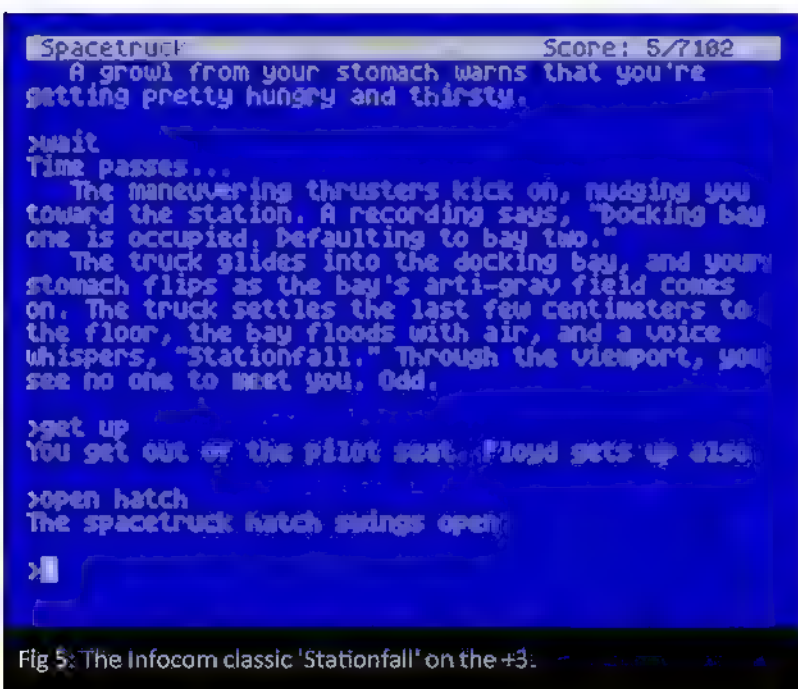 Spacetruck Score: 5/7102
A growl from your stomach warns that you're
getting pretty hungry and thirsty.
>wait
Time passes...
The maneuvering thrusters kick on, nudging you
toward the station. A recording says, "Docking bay
one is occupied. Defaulting to bay two."
The truck glides into the docking bay, and your
stomach flips as the bay's arti-grav field comes
on. The truck settles the last few centimeters to
the floor, the bay floods with air, and a voice
whispers, "Stationfall." Through the viewport, you
see no one to meet you. Odd.
>get up
You get out of the pilot seat. Floyd gets up also.
>open hatch
The spacetruck hatch swings open.
>
Fig 5: The Infocom classic 'Stationfall' on the +3.